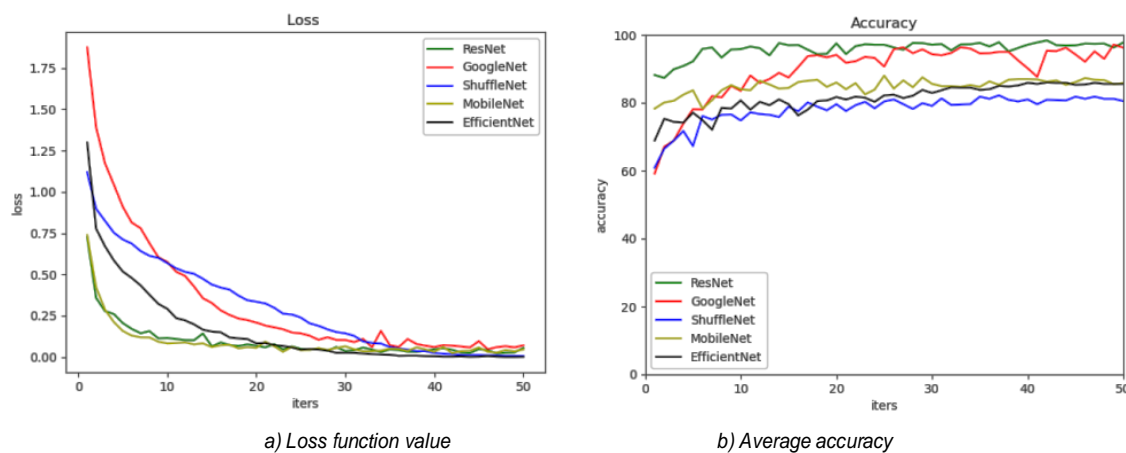 Loss
loss
1.75
1.50
1.25
1.00
0.75
0.50
0.25
0.00
ResNet
GoogleNet
ShuffleNet
MobileNet
EfficientNet
0
10
20
30
40
50
iters
a) Loss function value
Accuracy
accuracy
100
80
60
40
20
0
ResNet
GoogleNet
ShuffleNet
MobileNet
EfficientNet
0
10
20
30
40
50
iters
b) Average accuracy